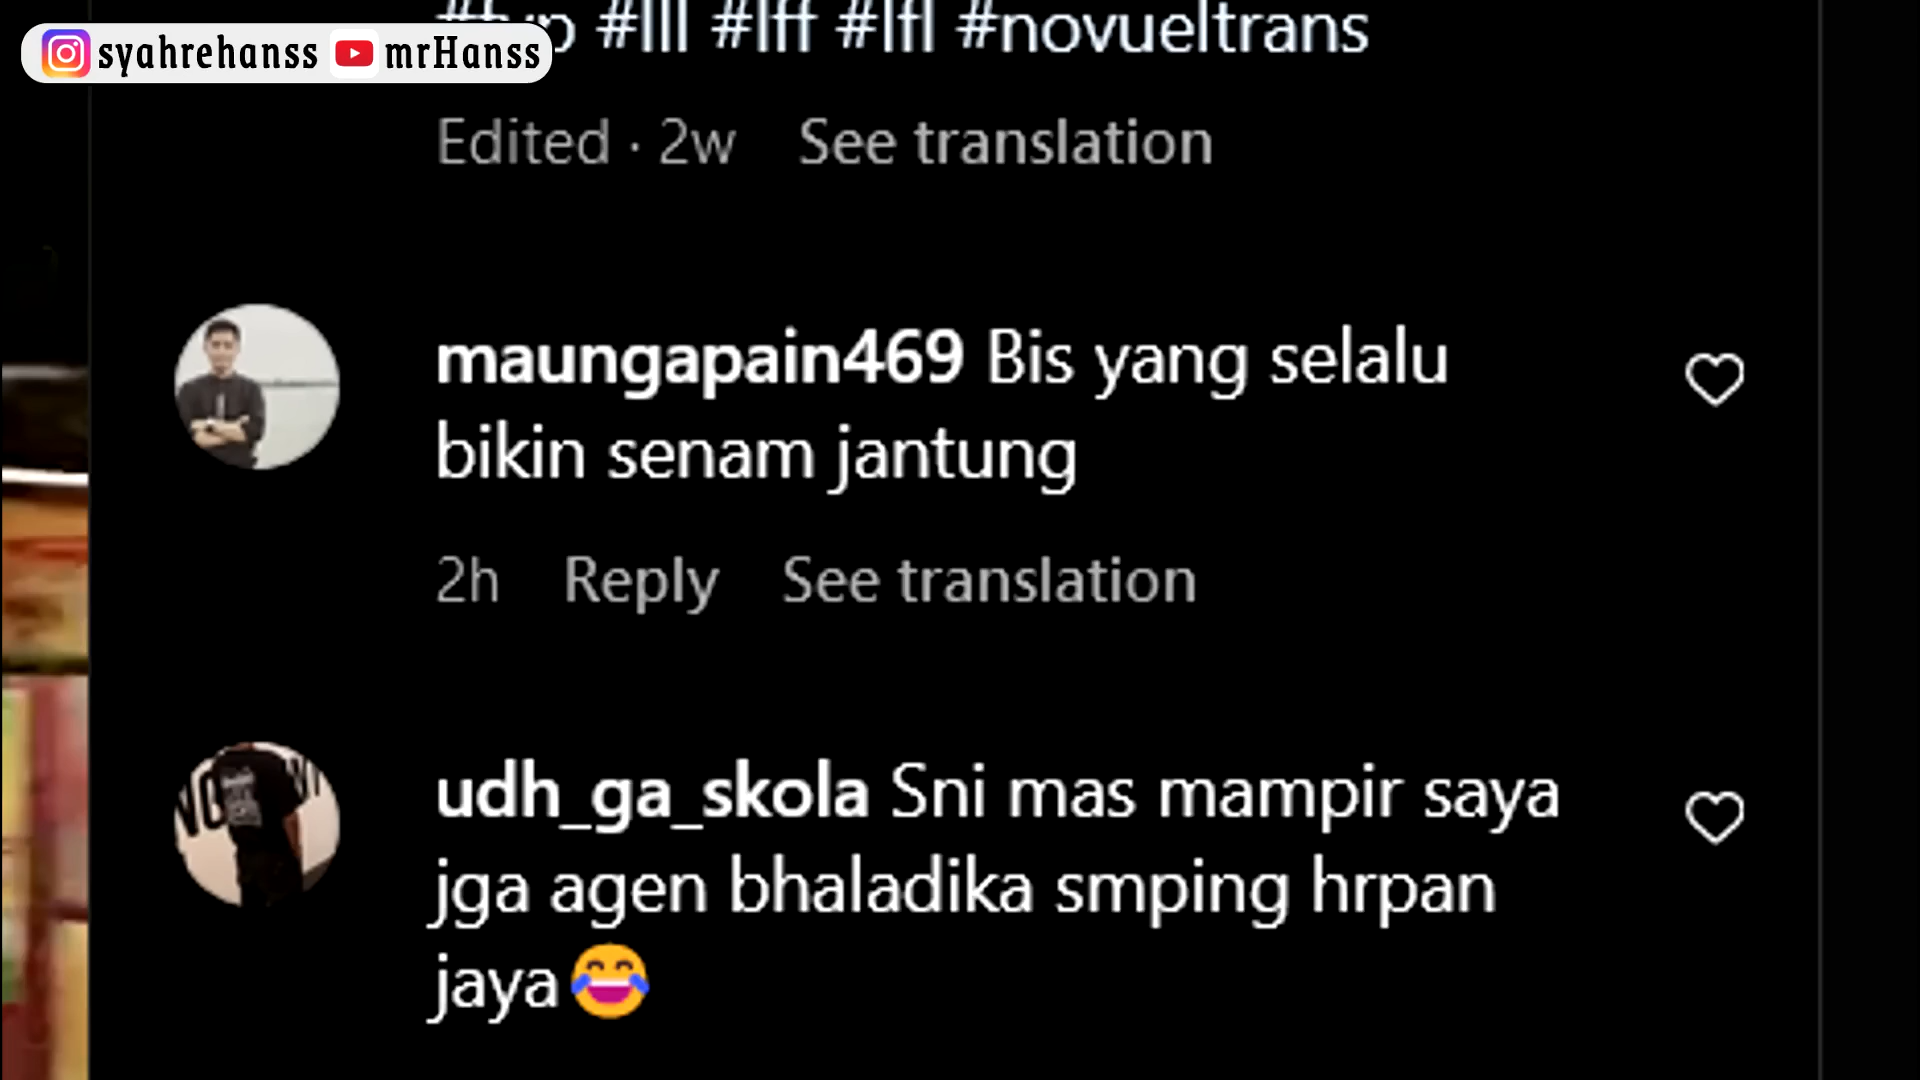 syahrehanss mrHanss
#lll #lff #lfl #novueltrans
Edited · 2w See translation
maungapain469 Bis yang selalu
bikin senam jantung
2h Reply See translation
udh_ga_skola Sni mas mampir saya
jga agen bhaladika smping hrpan
jaya😂